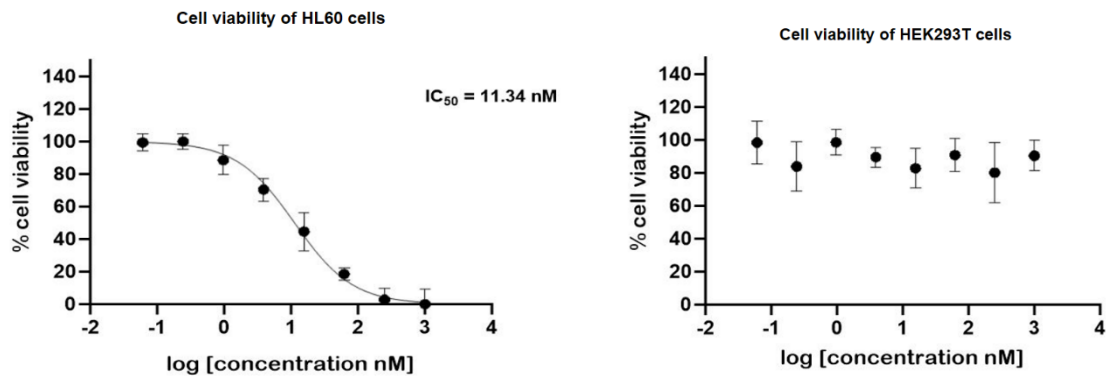 Cell viability of HL60 cells
IC₅₀ = 11.34 nM
% cell viability
140
120
100
80
60
40
20
0
-2 -1 0 1 2 3 4
log [concentration nM]
Cell viability of HEK293T cells
% cell viability
140
120
100
80
60
40
20
0
-2 -1 0 1 2 3 4
log [concentration nM]